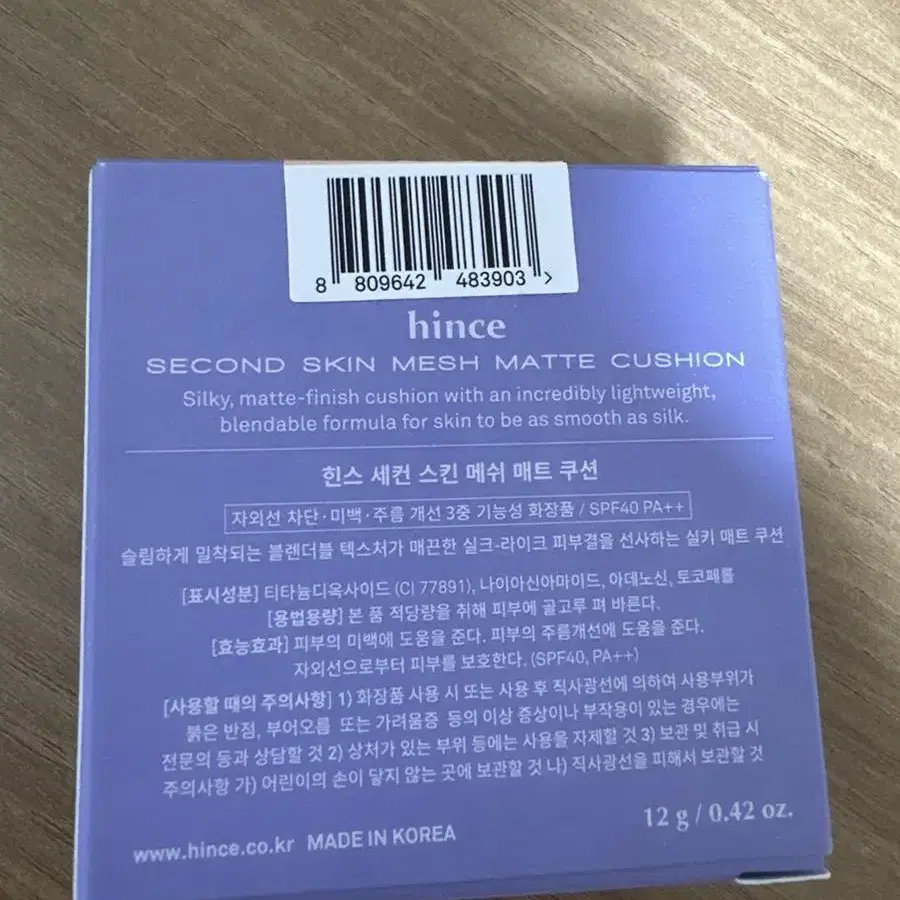 8 809642 483903 >
hince
SECOND SKIN MESH MATTE CUSHION
Silky, matte-finish cushion with an incredibly lightweight,
blendable formula for skin to be as smooth as silk.
힌스 세컨 스킨 메쉬 매트 쿠션
자외선 차단·미백·주름 개선 3중 기능성 화장품 / SPF40 PA++
슬림하게 밀착되는 블렌더블 텍스처가 매끈한 실크-라이크 피부결을 선사하는 실키 매트 쿠션
[표시성분] 티타늄디옥사이드 (CI 77891), 나이아신아마이드, 아데노신, 토코페롤
[용법용량] 본 품 적당량을 취해 피부에 골고루 펴 바른다.
[효능효과] 피부의 미백에 도움을 준다. 피부의 주름개선에 도움을 준다.
자외선으로부터 피부를 보호한다. (SPF40, PA++)
[사용할 때의 주의사항] 1) 화장품 사용 시 또는 사용 후 직사광선에 의하여 사용부위가
붉은 반점, 부어오름 또는 가려움증 등의 이상 증상이나 부작용이 있는 경우에는
전문의 등과 상담할 것 2) 상처가 있는 부위 등에는 사용을 자제할 것 3) 보관 및 취급 시
주의사항 가) 어린이의 손이 닿지 않는 곳에 보관할 것 나) 직사광선을 피해서 보관할 것
12 g / 0.42 oz.
www.hince.co.kr MADE IN KOREA